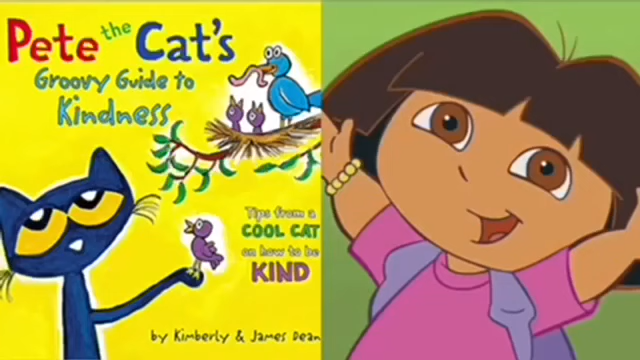 Pete the Cat's
Groovy Guide to
Kindness
Tips from a
COOL CAT
on how to be
KIND
by Kimberly & James Dean